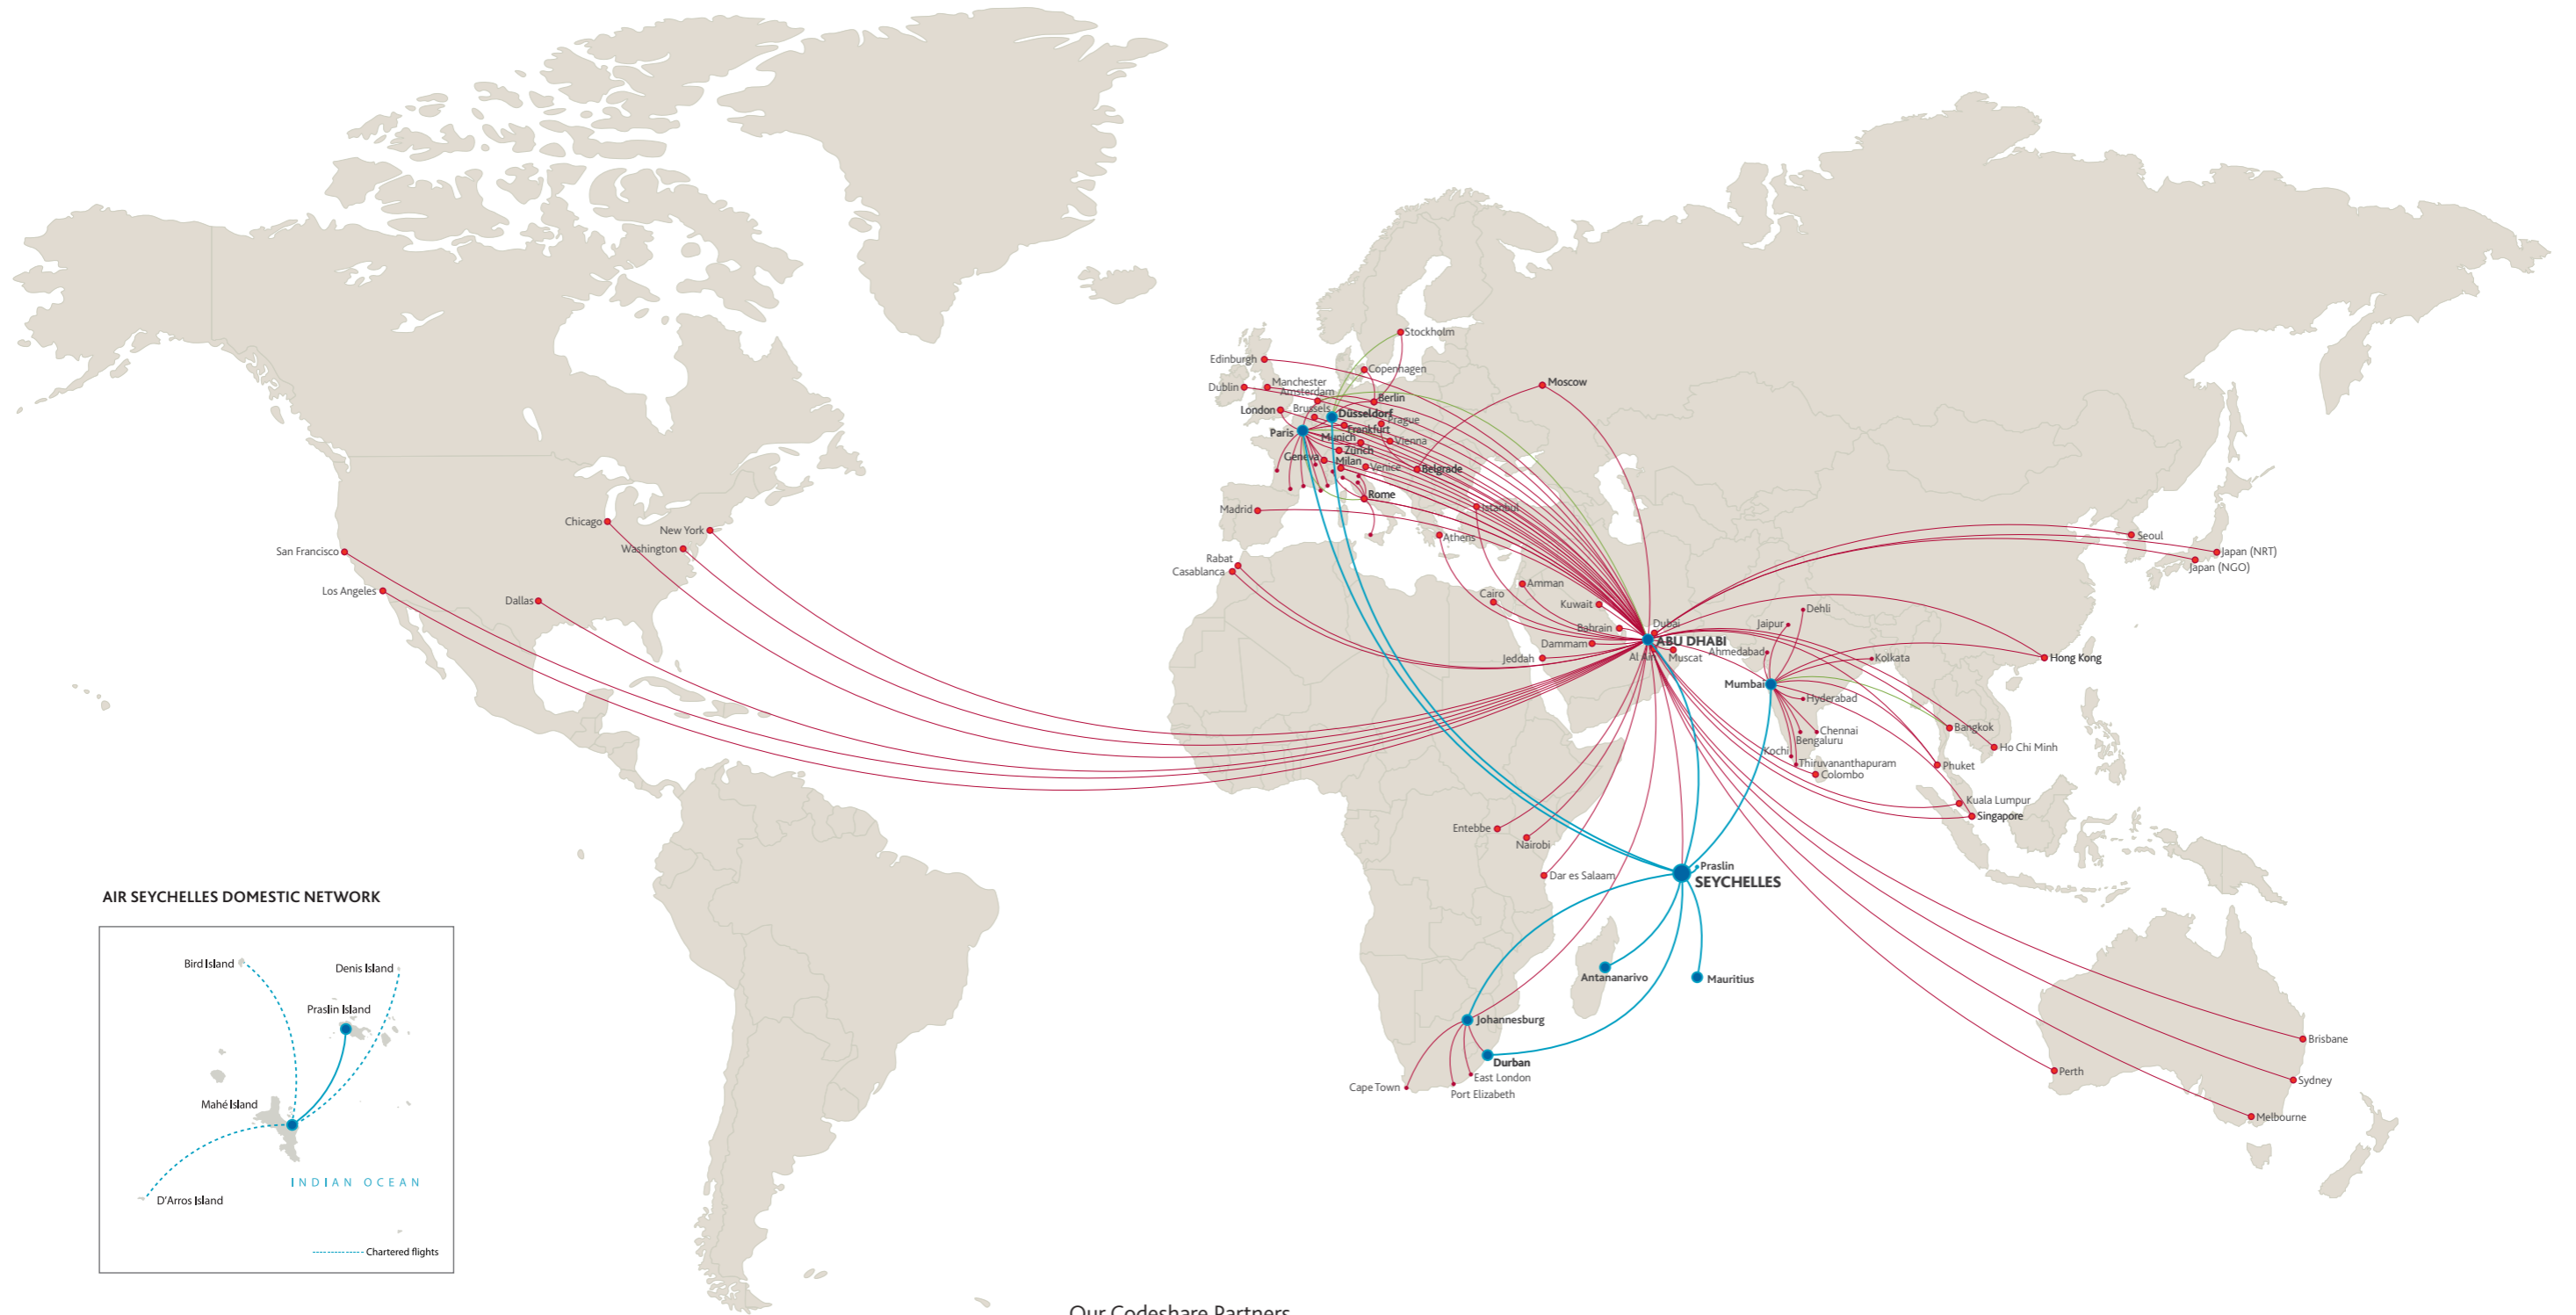 Stockholm
Edinburgh
Copenhagen
Dublin
Manchester
Amsterdam
Moscow
Berlin
London
Brussels
Düsseldorf
Prague
Paris
Frankfurt
Munich
Vienna
Zurich
Geneva
Milan
Venice
Belgrade
Rome
Madrid
Istanbul
Athens
Chicago
New York
Washington
San Francisco
Los Angeles
Dallas
Rabat
Casablanca
Seoul
Japan (NRT)
Japan (NGO)
Amman
Cairo
Kuwait
Bahrain
Dubai
ABU DHABI
Dammam
Al Ain
Muscat
Jeddah
Dehli
Jaipur
Ahmedabad
Kolkata
Hong Kong
Mumbai
Hyderabad
Chennai
Bengaluru
Kochi
Thiruvananthapuram
Colombo
Bangkok
Ho Chi Minh
Phuket
Kuala Lumpur
Singapore
Entebbe
Nairobi
Dar es Salaam
Praslin
SEYCHELLES
Antananarivo
Mauritius
Johannesburg
Durban
East London
Cape Town
Port Elizabeth
Brisbane
Perth
Sydney
Melbourne
AIR SEYCHELLES DOMESTIC NETWORK
Bird Island
Denis Island
Praslin Island
Mahé Island
INDIAN OCEAN
D'Arros Island
Chartered flights
Our Codeshare Partners